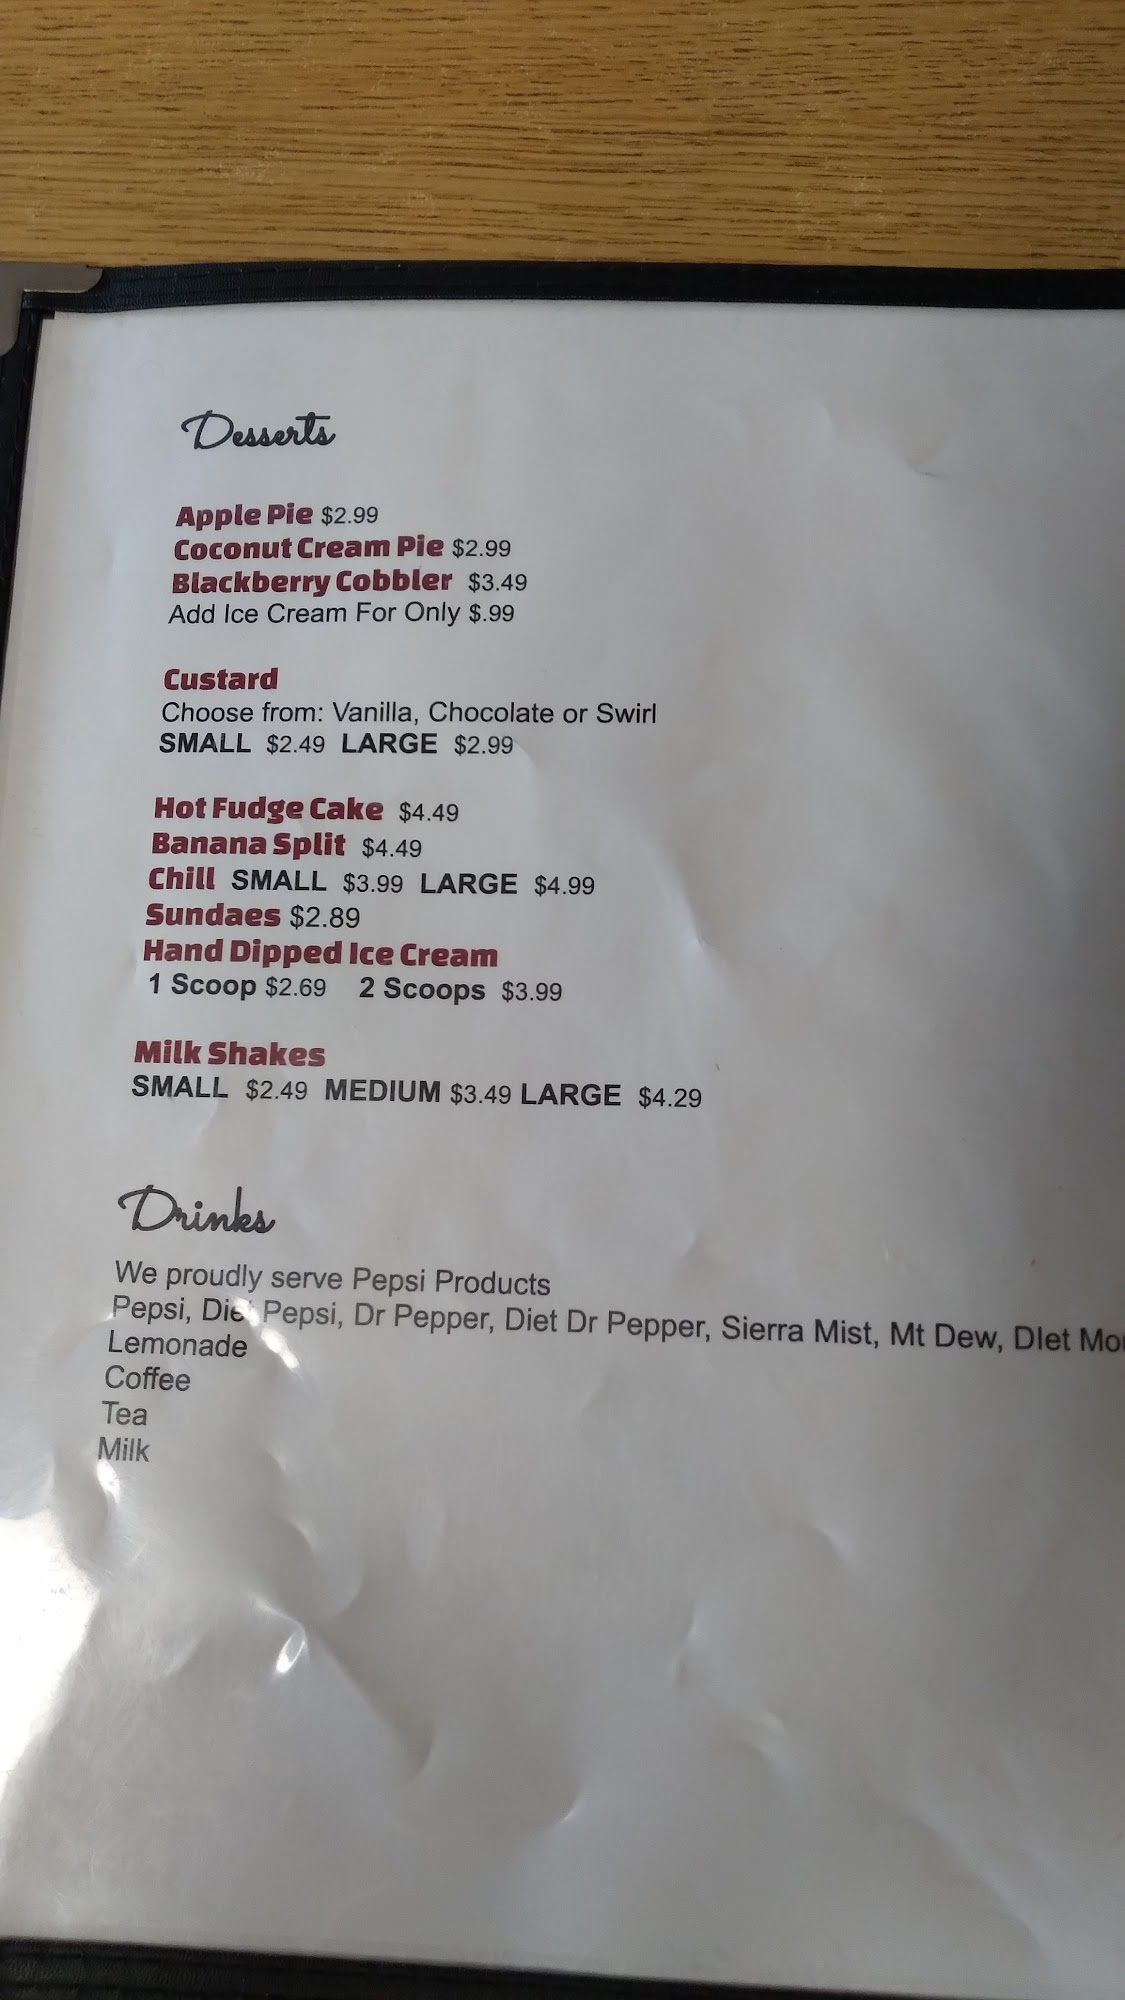 Desserts
Apple Pie $2.99
Coconut Cream Pie $2.99
Blackberry Cobbler $3.49
Add Ice Cream For Only $.99
Custard
Choose from: Vanilla, Chocolate or Swirl
SMALL $2.49 LARGE $2.99
Hot Fudge Cake $4.49
Banana Split $4.49
Chill SMALL $3.99 LARGE $4.99
Sundaes $2.89
Hand Dipped Ice Cream
1 Scoop $2.69 2 Scoops $3.99
Milk Shakes
SMALL $2.49 MEDIUM $3.49 LARGE $4.29
Drinks
We proudly serve Pepsi Products
Pepsi, Diet Pepsi, Dr Pepper, Diet Dr Pepper, Sierra Mist, Mt Dew, DIet
Lemonade
Coffee
Tea
Milk